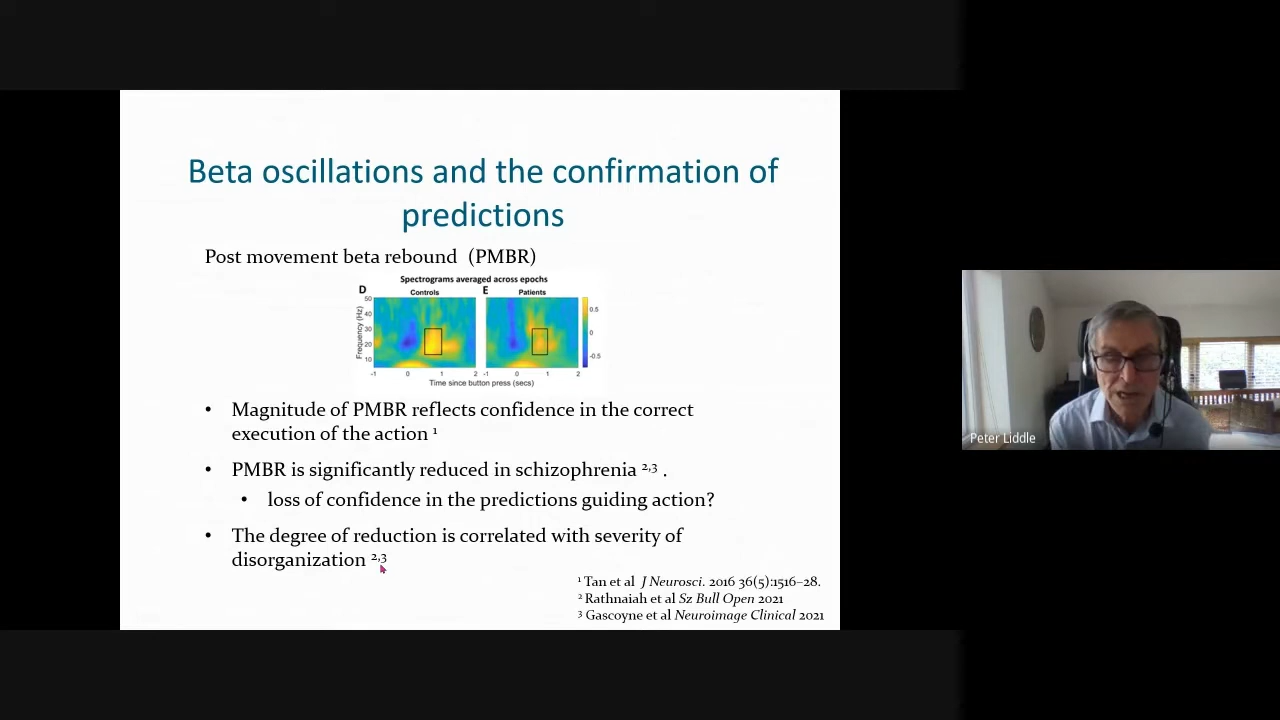 Beta oscillations and the confirmation of
predictions
Post movement beta rebound (PMBR)
Spectrograms averaged across epochs
D Controls E Patients
50
40
30
20
10
Frequency (Hz)
0.5
0
-0.5
-1 0 1 2 -1 0 1 2
Time since button press (secs)
• Magnitude of PMBR reflects confidence in the correct
execution of the action ¹
• PMBR is significantly reduced in schizophrenia ²,³ .
• loss of confidence in the predictions guiding action?
• The degree of reduction is correlated with severity of
disorganization ²,³
¹ Tan et al J Neurosci. 2016 36(5):1516–28.
² Rathnaiah et al Sz Bull Open 2021
³ Gascoyne et al Neuroimage Clinical 2021
Peter Liddle